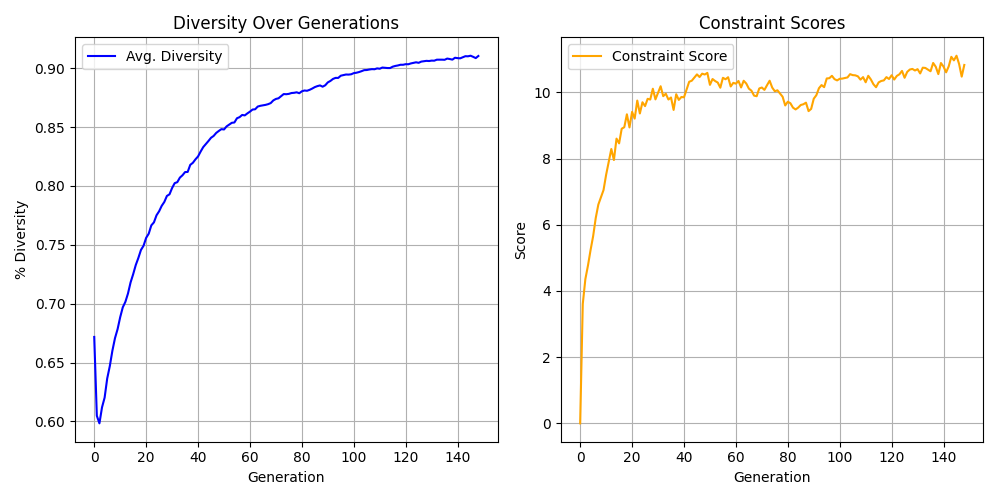 Diversity Over Generations
Avg. Diversity
% Diversity
0.90
0.85
0.80
0.75
0.70
0.65
0.60
0 20 40 60 80 100 120 140
Generation
Constraint Scores
Constraint Score
Score
10
8
6
4
2
0
0 20 40 60 80 100 120 140
Generation